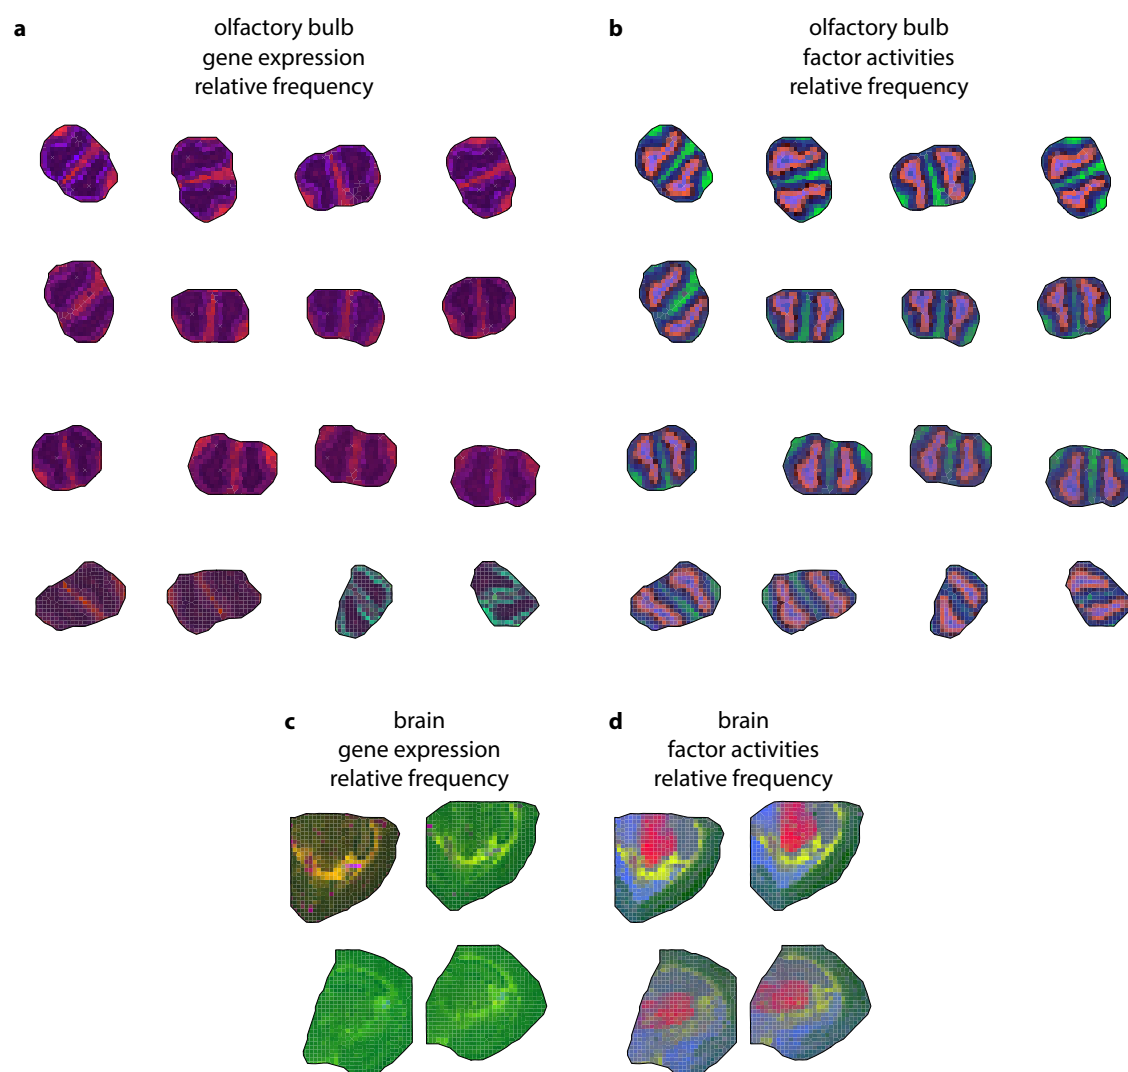 a
olfactory bulb
gene expression
relative frequency
b
olfactory bulb
factor activities
relative frequency
c
brain
gene expression
relative frequency
d
brain
factor activities
relative frequency